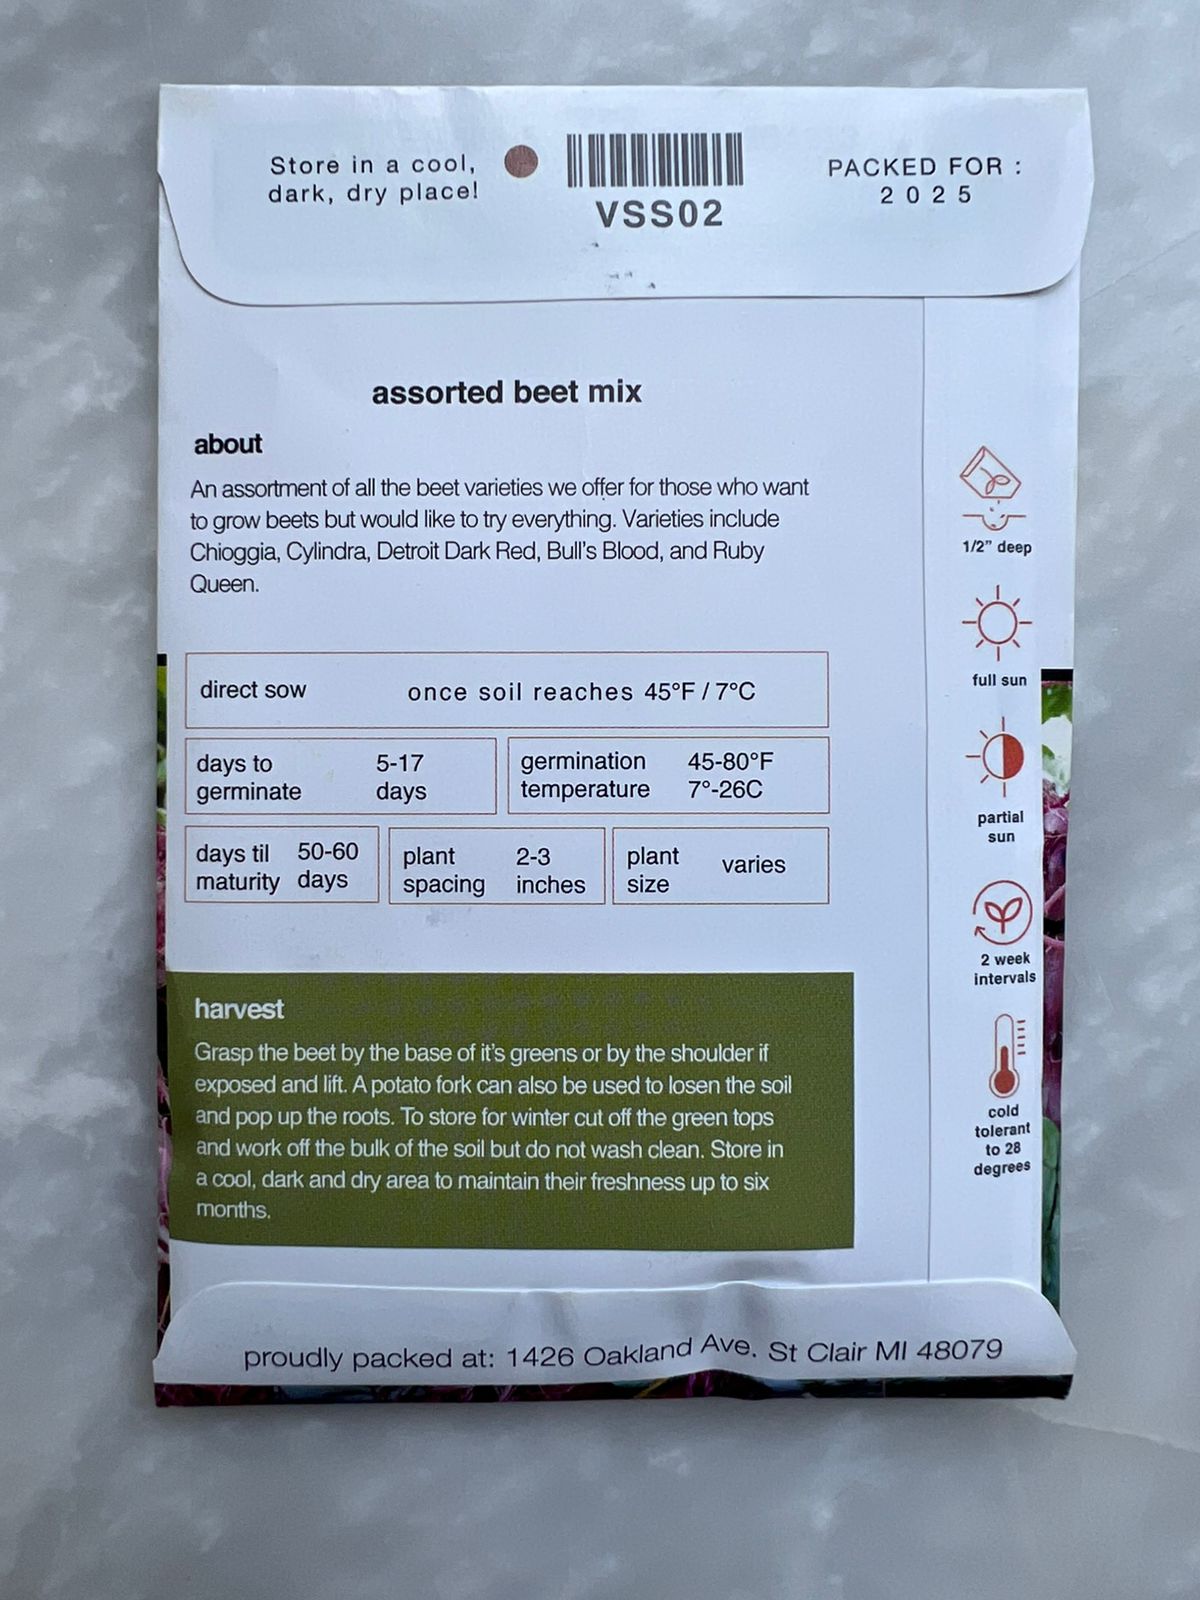 Store in a cool,
dark, dry place!
VSS02
PACKED FOR :
2025
assorted beet mix
about
An assortment of all the beet varieties we offer for those who want
to grow beets but would like to try everything. Varieties include
Chioggia, Cylindra, Detroit Dark Red, Bull's Blood, and Ruby
Queen.
direct sow once soil reaches 45°F / 7°C
days to
germinate
5-17
days
germination
temperature
45-80°F
7°-26C
days til
maturity
50-60
days
plant
spacing
2-3
inches
plant
size
varies
harvest
Grasp the beet by the base of it's greens or by the shoulder if
exposed and lift. A potato fork can also be used to losen the soil
and pop up the roots. To store for winter cut off the green tops
and work off the bulk of the soil but do not wash clean. Store in
a cool, dark and dry area to maintain their freshness up to six
months.
1/2” deep
full sun
partial
sun
2 week
intervals
cold
tolerant
to 28
degrees
proudly packed at: 1426 Oakland Ave. St Clair MI 48079